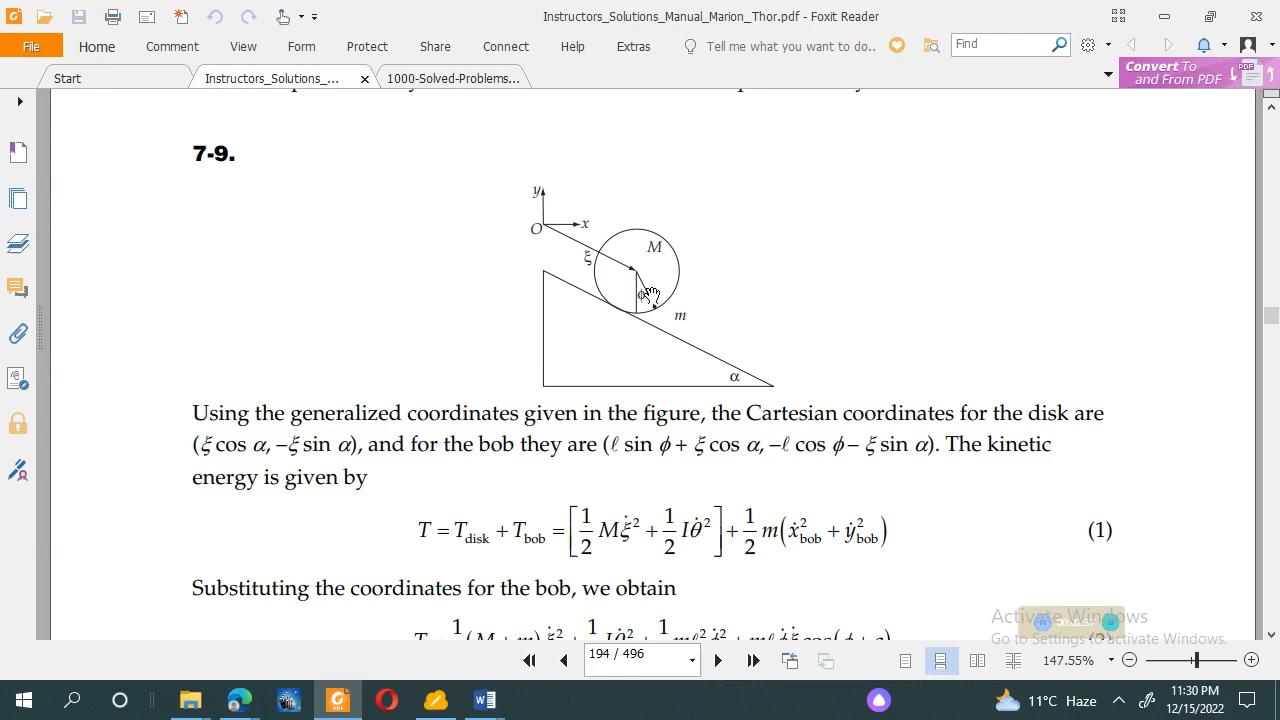 Instructors_Solutions_Manual_Marion_Thor.pdf - Foxit Reader
File Home Comment View Form Protect Share Connect Help Extras Tell me what you want to do.. Find
Start Instructors_Solutions_... 1000-Solved-Problems...
PDF
Convert To
and From PDF
7-9.
y
O x
M
ξ
ϕ
m
α
Using the generalized coordinates given in the figure, the Cartesian coordinates for the disk are
(ξ cos α, –ξ sin α), and for the bob they are (ℓ sin ϕ + ξ cos α, –ℓ cos ϕ – ξ sin α). The kinetic
energy is given by
T = T_disk + T_bob = [1/2 Mξ̇² + 1/2 Iθ̇²] + 1/2 m(ẋ²_bob + ẏ²_bob) (1)
Substituting the coordinates for the bob, we obtain
Activate Windows
Go to Settings to activate Windows.
194 / 496
147.55%
11°C Haze
11:30 PM
12/15/2022